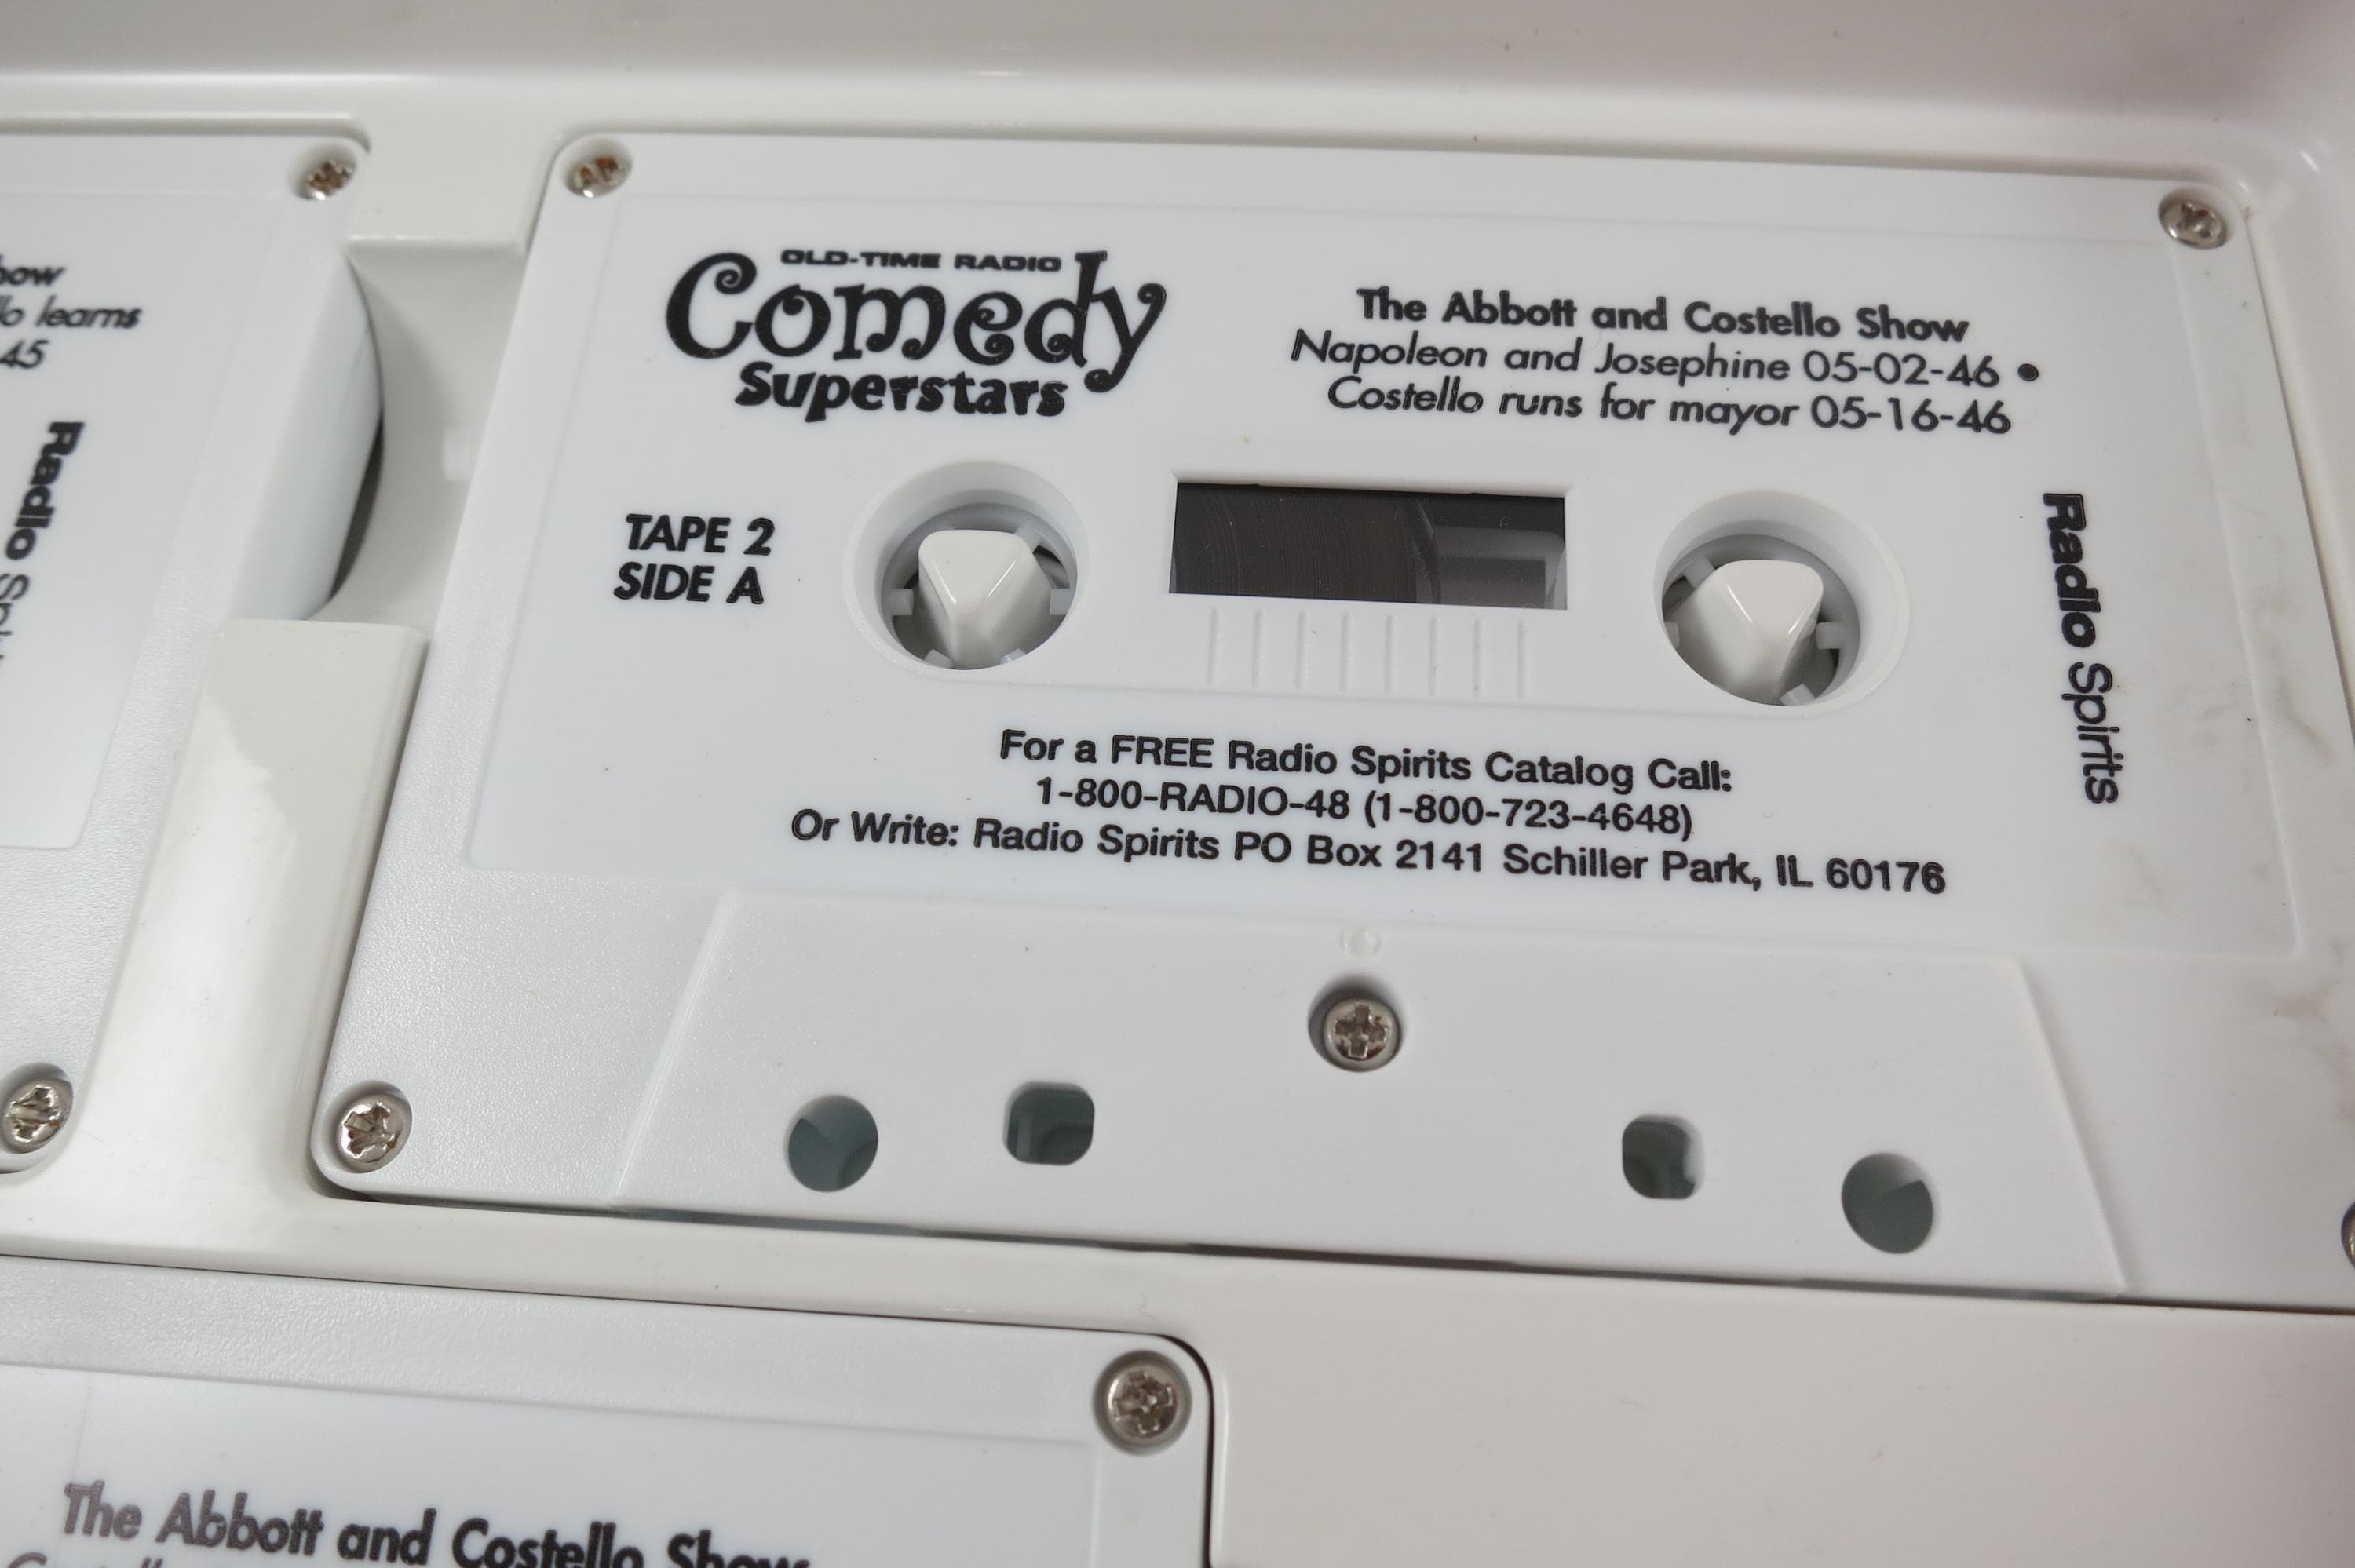 OLD-TIME RADIO
Comedy
Superstars
The Abbott and Costello Show
Napoleon and Josephine 05-02-46 •
Costello runs for mayor 05-16-46
TAPE 2
SIDE A
Radio Spirits
For a FREE Radio Spirits Catalog Call:
1-800-RADIO-48 (1-800-723-4648)
Or Write: Radio Spirits PO Box 2141 Schiller Park, IL 60176
learns
45
Radio
The Abbott and Costello Show